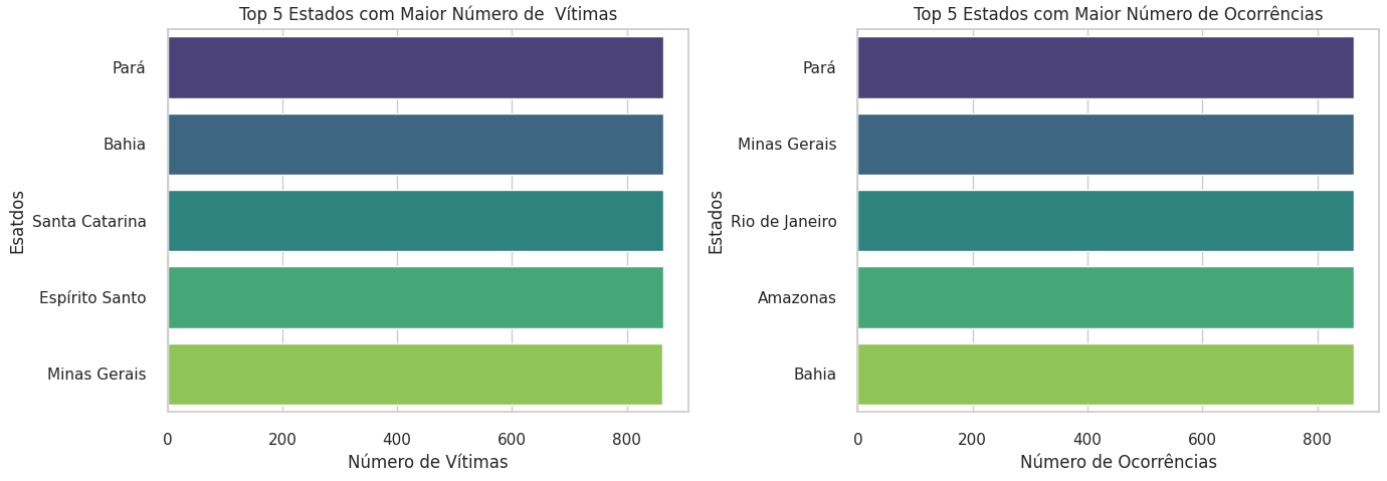 Top 5 Estados com Maior Número de  Vítimas
Pará
Bahia
Santa Catarina
Espírito Santo
Minas Gerais
Esatdos
0 200 400 600 800
Número de Vítimas
Top 5 Estados com Maior Número de Ocorrências
Pará
Minas Gerais
Rio de Janeiro
Amazonas
Bahia
Estados
0 200 400 600 800
Número de Ocorrências